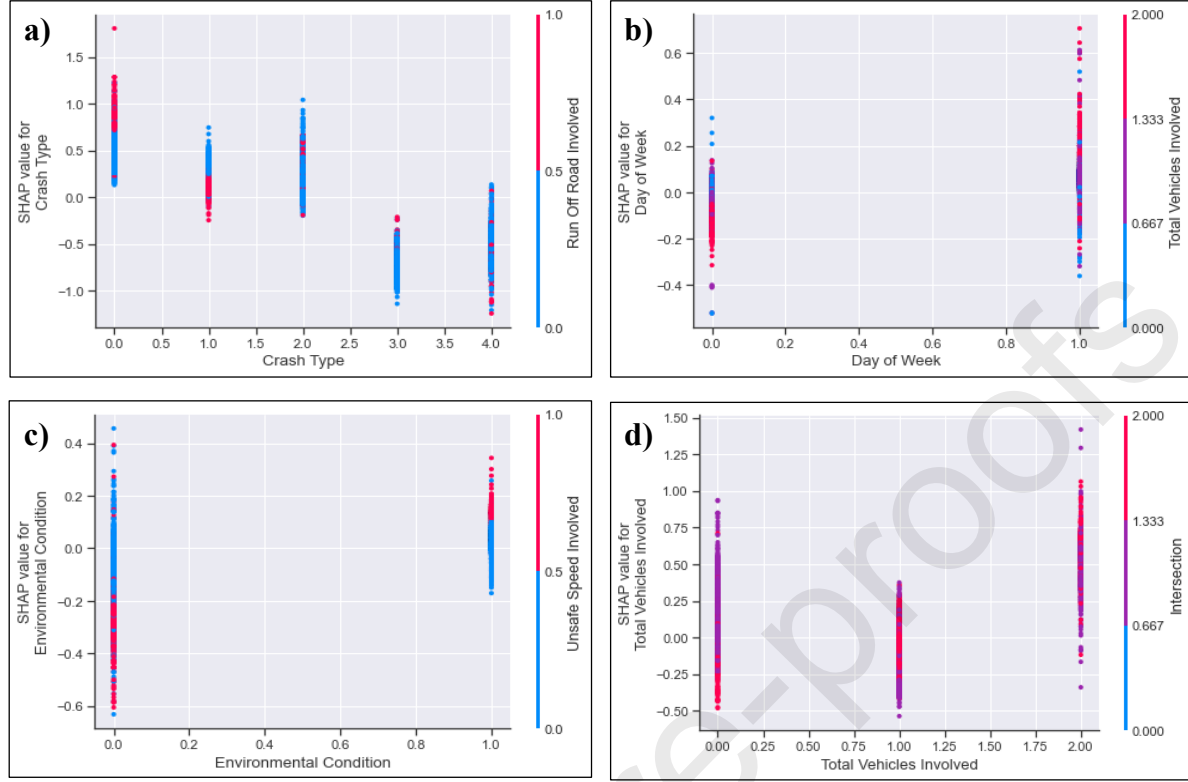 a)
SHAP value for
Crash Type
1.5
1.0
0.5
0.0
−0.5
−1.0
0.0 0.5 1.0 1.5 2.0 2.5 3.0 3.5 4.0
Crash Type
1.0
0.5
0.0
Run Off Road Involved
b)
SHAP value for
Day of Week
0.6
0.4
0.2
0.0
−0.2
−0.4
0.0 0.2 0.4 0.6 0.8 1.0
Day of Week
2.000
1.333
0.667
0.000
Total Vehicles Involved
c)
SHAP value for
Environmental Condition
0.4
0.2
0.0
−0.2
−0.4
−0.6
0.0 0.2 0.4 0.6 0.8 1.0
Environmental Condition
1.0
0.5
0.0
Unsafe Speed Involved
d)
SHAP value for
Total Vehicles Involved
1.50
1.25
1.00
0.75
0.50
0.25
0.00
−0.25
−0.50
0.00 0.25 0.50 0.75 1.00 1.25 1.50 1.75 2.00
Total Vehicles Involved
2.000
1.333
0.667
0.000
Intersection
e-proofs